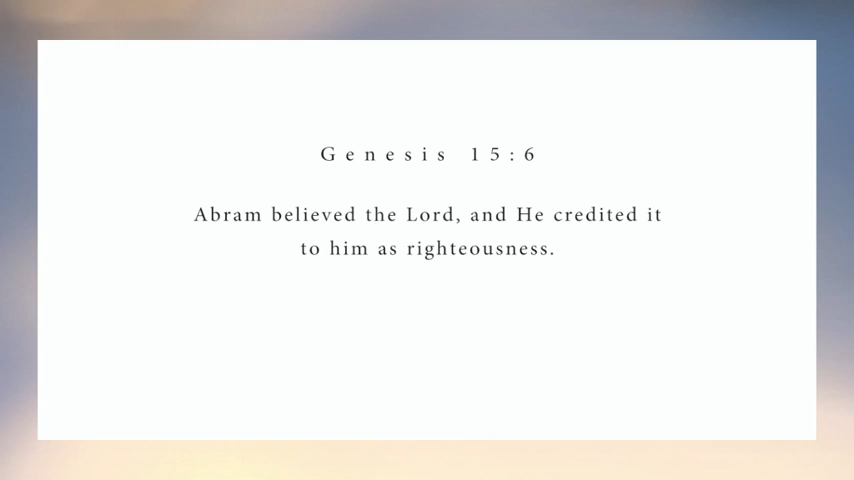 Genesis 15:6
Abram believed the Lord, and He credited it
to him as righteousness.